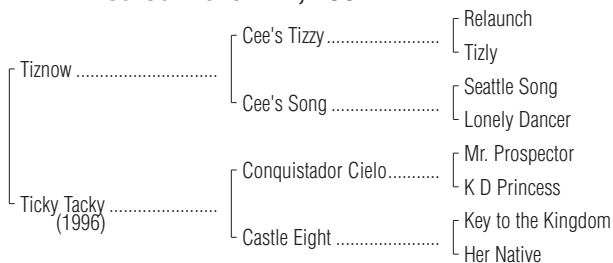 Relaunch
Cee's Tizzy
Tizly
Tiznow
Seattle Song
Cee's Song
Lonely Dancer
Mr. Prospector
Conquistador Cielo
K D Princess
Ticky Tacky
(1996)
Key to the Kingdom
Castle Eight
Her Native